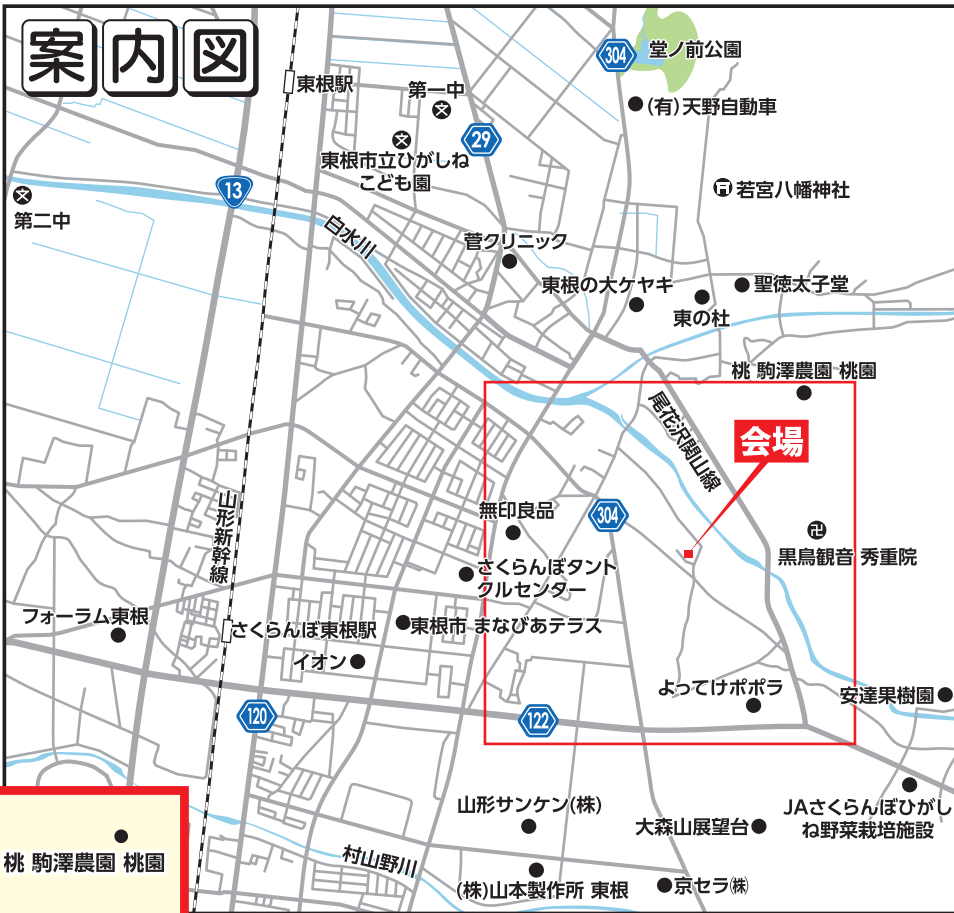 案内図
東根駅
第一中
304
堂ノ前公園
(有)天野自動車
29
東根市立ひがしね
こども園
13
若宮八幡神社
第二中
白水川
菅クリニック
東根の大ケヤキ
聖徳太子堂
東の杜
桃 駒澤農園 桃園
尾花沢関山線
会場
無印良品
304
山形新幹線
黒鳥観音 秀重院
さくらんぼタント
クルセンター
フォーラム東根
さくらんぼ東根駅
東根市 まなびあテラス
イオン
よってけポポラ
安達果樹園
120
122
山形サンケン(株)
大森山展望台
JAさくらんぼひがし
ね野菜栽培施設
桃 駒澤農園 桃園
村山野川
(株)山本製作所 東根
京セラ㈱